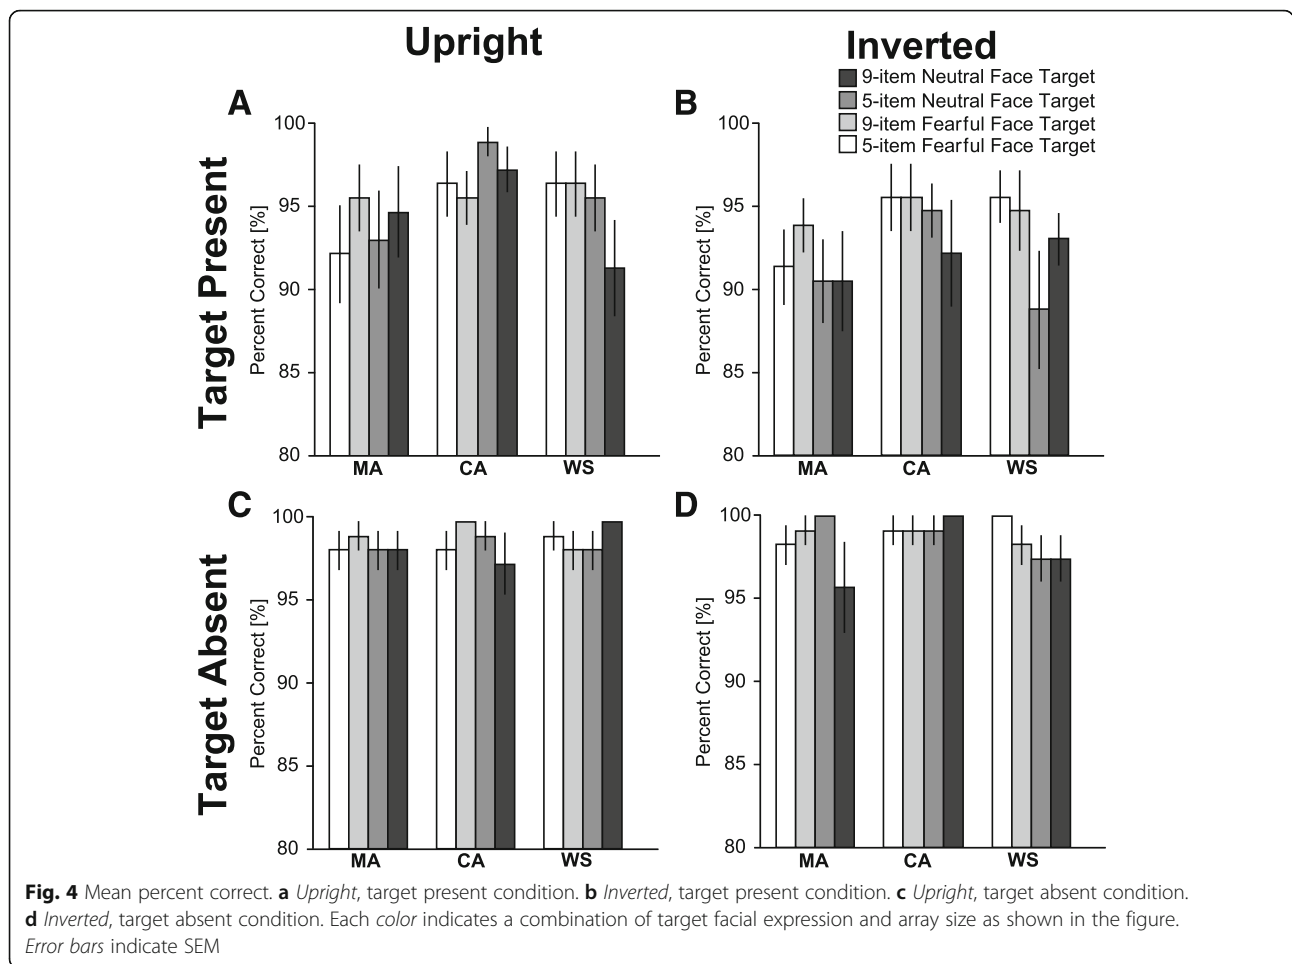 Upright
Inverted
9-item Neutral Face Target
5-item Neutral Face Target
9-item Fearful Face Target
5-item Fearful Face Target
Target Present
A
Percent Correct [%]
100
95
90
85
80
MA CA WS
B
Percent Correct [%]
100
95
90
85
80
MA CA WS
Target Absent
C
Percent Correct [%]
100
95
90
85
80
MA CA WS
D
Percent Correct [%]
100
95
90
85
80
MA CA WS
Fig. 4 Mean percent correct. a Upright, target present condition. b Inverted, target present condition. c Upright, target absent condition.
d Inverted, target absent condition. Each color indicates a combination of target facial expression and array size as shown in the figure.
Error bars indicate SEM